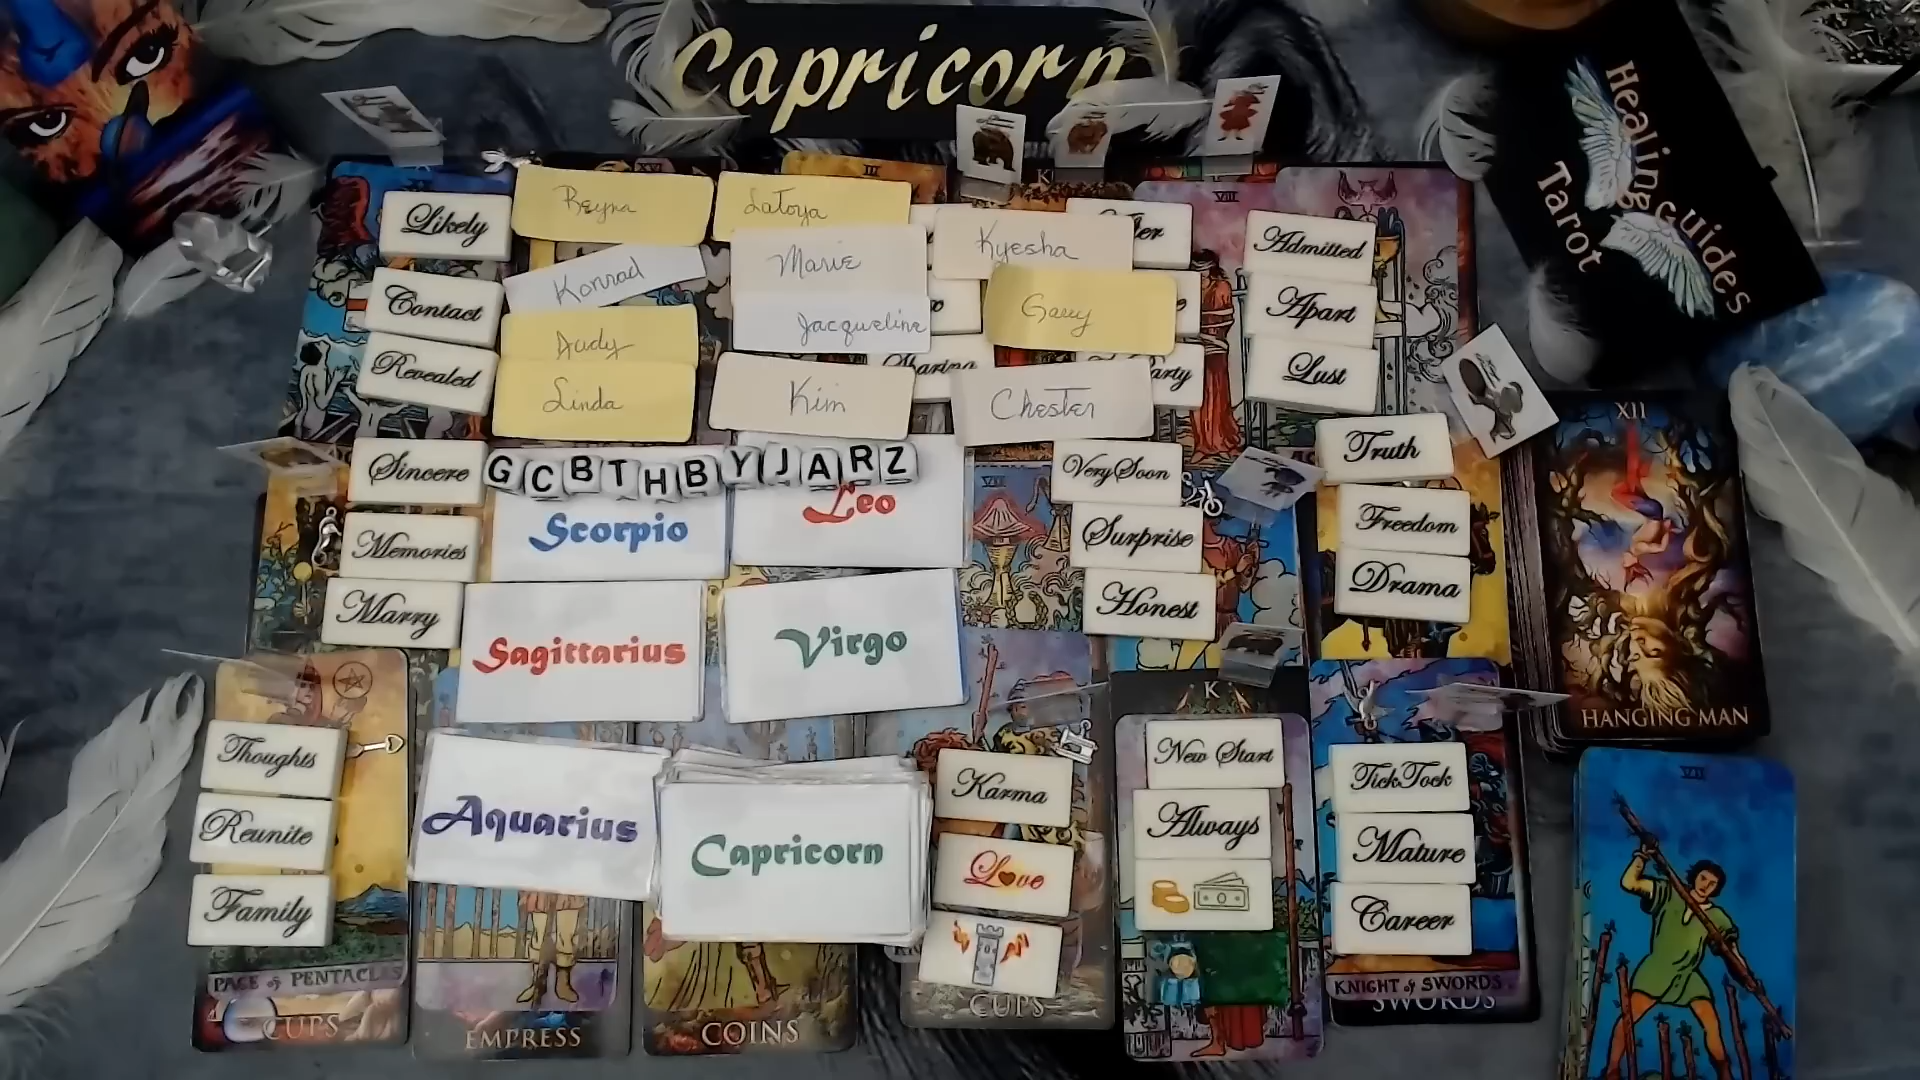 Capricorn
Healing guides
Tarot
Reyna
Latoya
Likely
Kyesha
Admitted
Konrad
Marie
Contact
Jacqueline
Gary
Apart
Revealed
Linda
Kim
Chester
Lust
XII
Sincere
GCBTHBYJARZ
Very Soon
Truth
Scorpio
Leo
Memories
Surprise
Freedom
Marry
Sagittarius
Virgo
Honest
Drama
HANGING MAN
K
Thoughts
Reunite
Family
Aquarius
Capricorn
Karma
Love
New Start
Always
TickTock
Mature
Career
VII
PAGE of PENTACLES
KNIGHT of SWORDS
CUPS
EMPRESS
COINS
CUPS
SWORDS